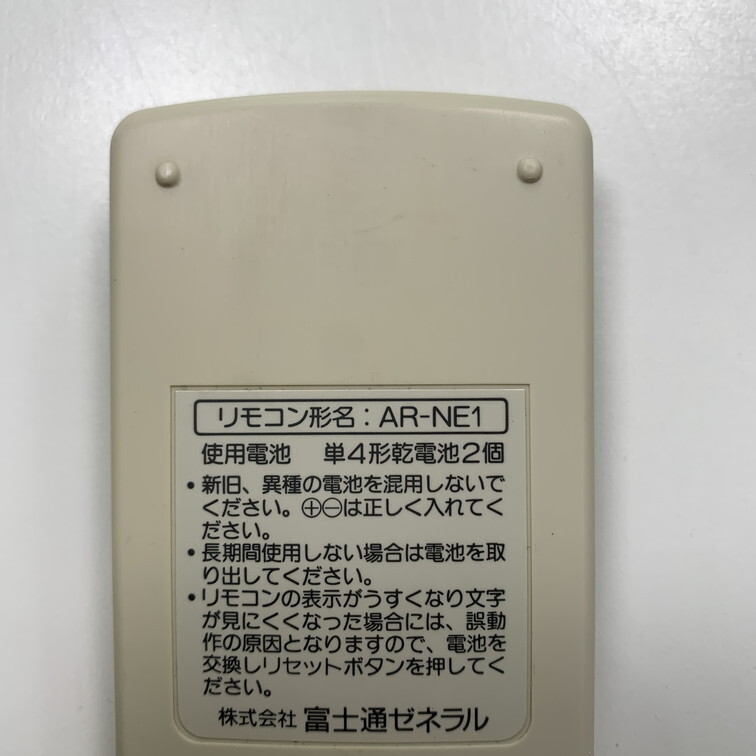 リモコン形名：AR-NE1
使用電池　単4形乾電池2個
・新旧、異種の電池を混用しないで
ください。⊕⊖は正しく入れてく
ださい。
・長期間使用しない場合は電池を取
り出してください。
・リモコンの表示がうすくなり文字
が見にくくなった場合には、誤動
作の原因となりますので、電池を
交換しリセットボタンを押してく
ださい。
株式会社 富士通ゼネラル